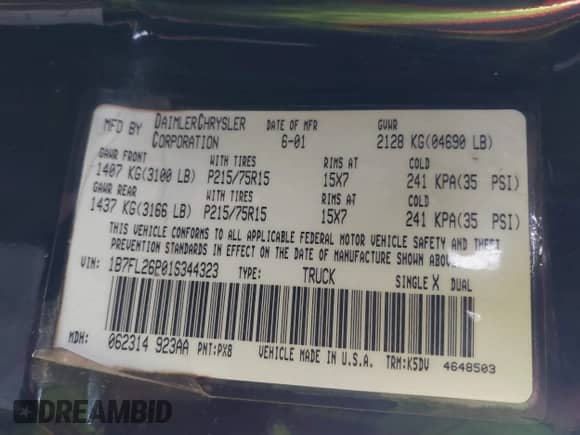 MFD BY DAIMLERCHRYSLER CORPORATION DATE OF MFR 6-01 GVWR 2128 KG(04690 LB)
GAWR FRONT WITH TIRES RIMS AT COLD
1407 KG(3100 LB) P215/75R15 15X7 241 KPA(35 PSI)
GAWR REAR WITH TIRES RIMS AT COLD
1437 KG(3166 LB) P215/75R15 15X7 241 KPA(35 PSI)
THIS VEHICLE CONFORMS TO ALL APPLICABLE FEDERAL MOTOR VEHICLE SAFETY AND THEFT
PREVENTION STANDARDS IN EFFECT ON THE DATE OF MANUFACTURE SHOWN ABOVE.
VIN: 1B7FL26P01S344323 TYPE: TRUCK SINGLE X DUAL
MDH: 062314 923AA PNT:PX8 VEHICLE MADE IN U.S.A. TRM:K5DV 4648503
DREAMBID